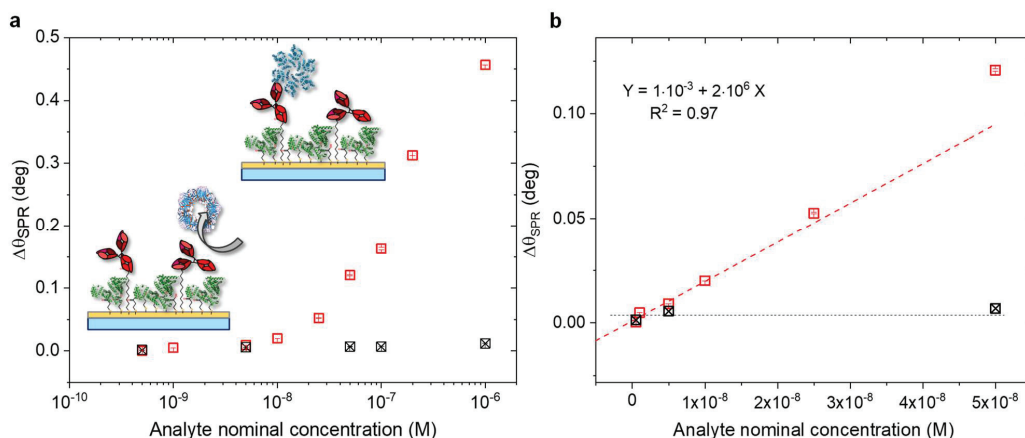 a
Δθ_SPR (deg)
0.5
0.4
0.3
0.2
0.1
0.0
10⁻¹⁰
10⁻⁹
10⁻⁸
10⁻⁷
10⁻⁶
Analyte nominal concentration (M)
b
Δθ_SPR (deg)
0.10
0.05
0.00
Y = 1·10⁻³ + 2·10⁶ X
R² = 0.97
0
1x10⁻⁸
2x10⁻⁸
3x10⁻⁸
4x10⁻⁸
5x10⁻⁸
Analyte nominal concentration (M)